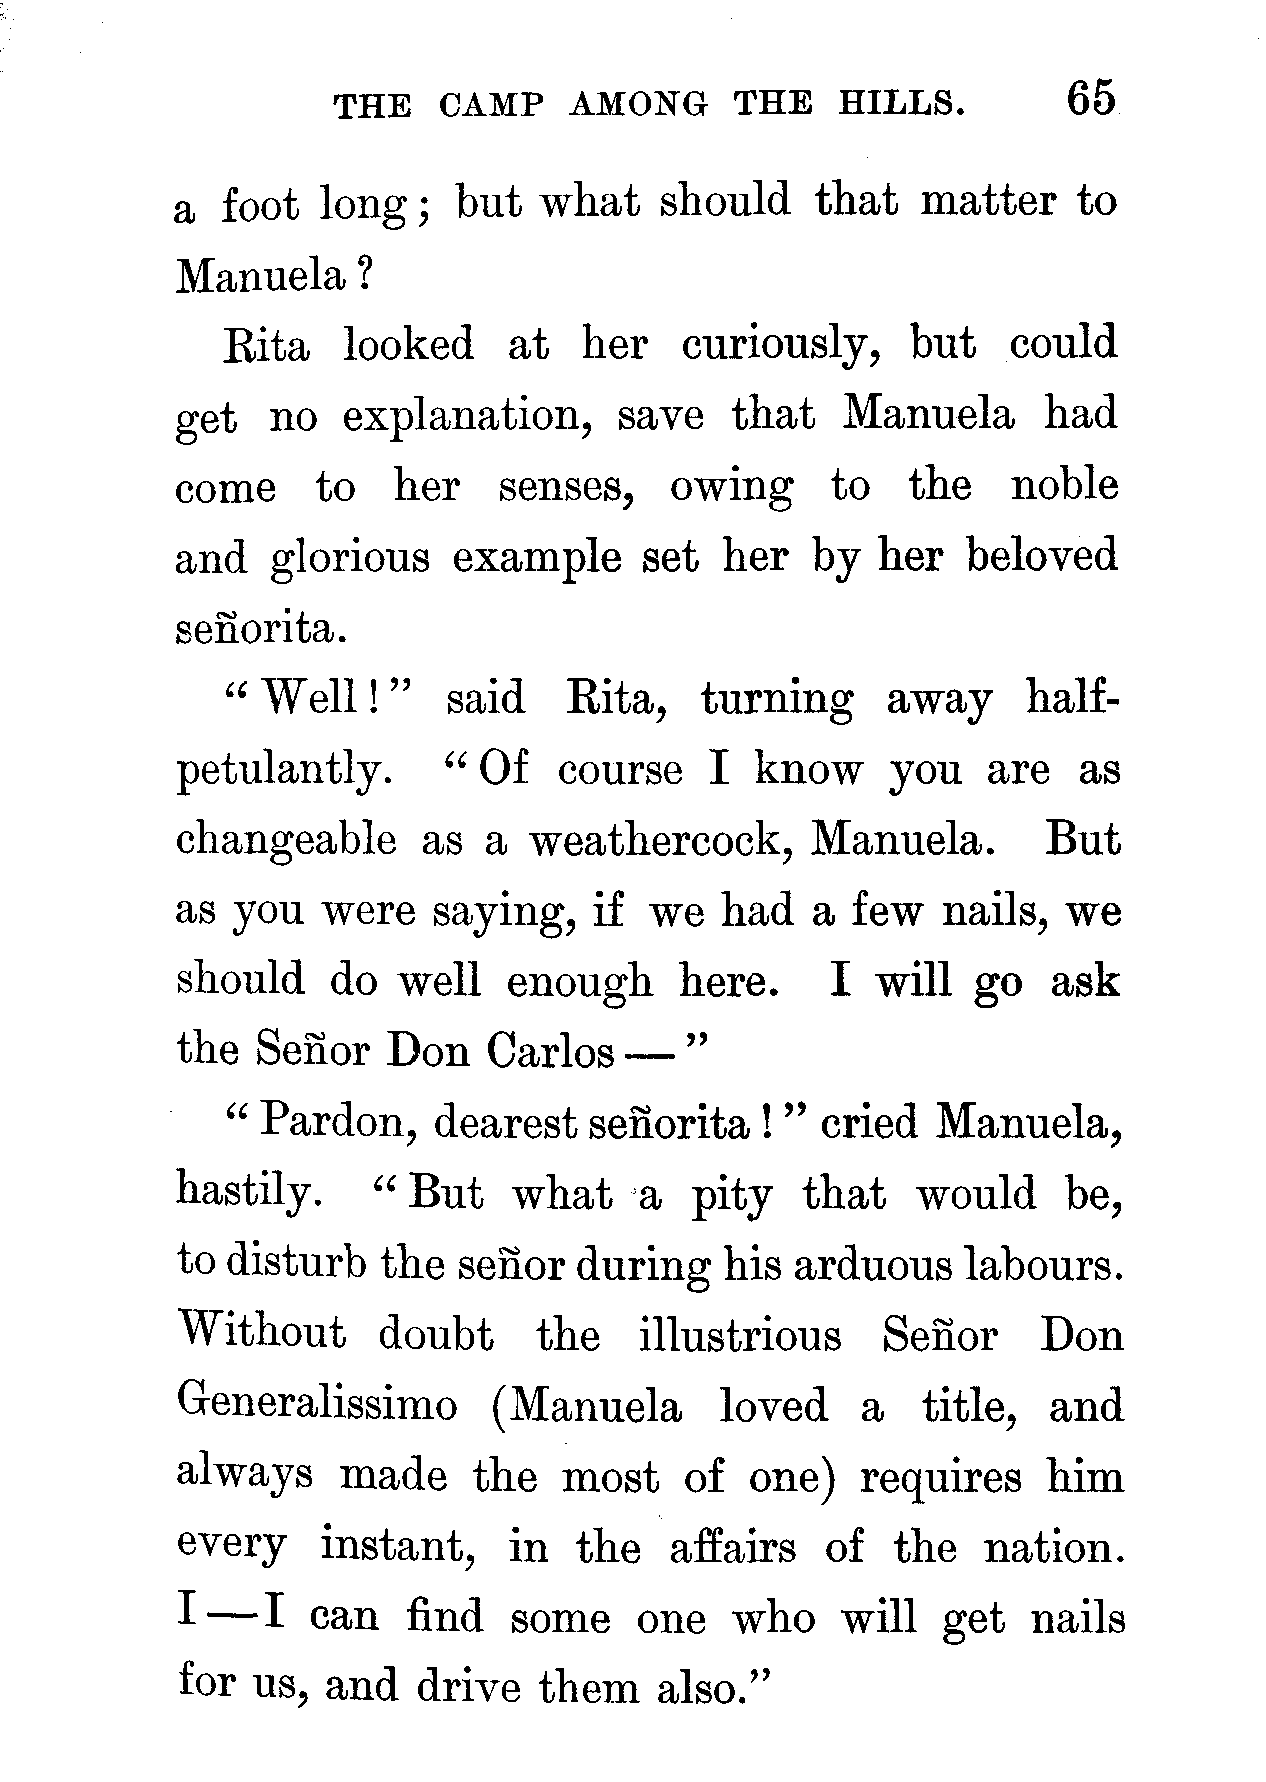 THE CAMP AMONG THE HILLS. 65
a foot long; but what should that matter to
Manuela?
Rita looked at her curiously, but could
get no explanation, save that Manuela had
come to her senses, owing to the noble
and glorious example set her by her beloved
señorita.
“Well!” said Rita, turning away half-
petulantly. “Of course I know you are as
changeable as a weathercock, Manuela. But
as you were saying, if we had a few nails, we
should do well enough here. I will go ask
the Señor Don Carlos—”
“Pardon, dearest señorita!” cried Manuela,
hastily. “But what a pity that would be,
to disturb the señor during his arduous labours.
Without doubt the illustrious Señor Don
Generalissimo (Manuela loved a title, and
always made the most of one) requires him
every instant, in the affairs of the nation.
I—I can find some one who will get nails
for us, and drive them also.”